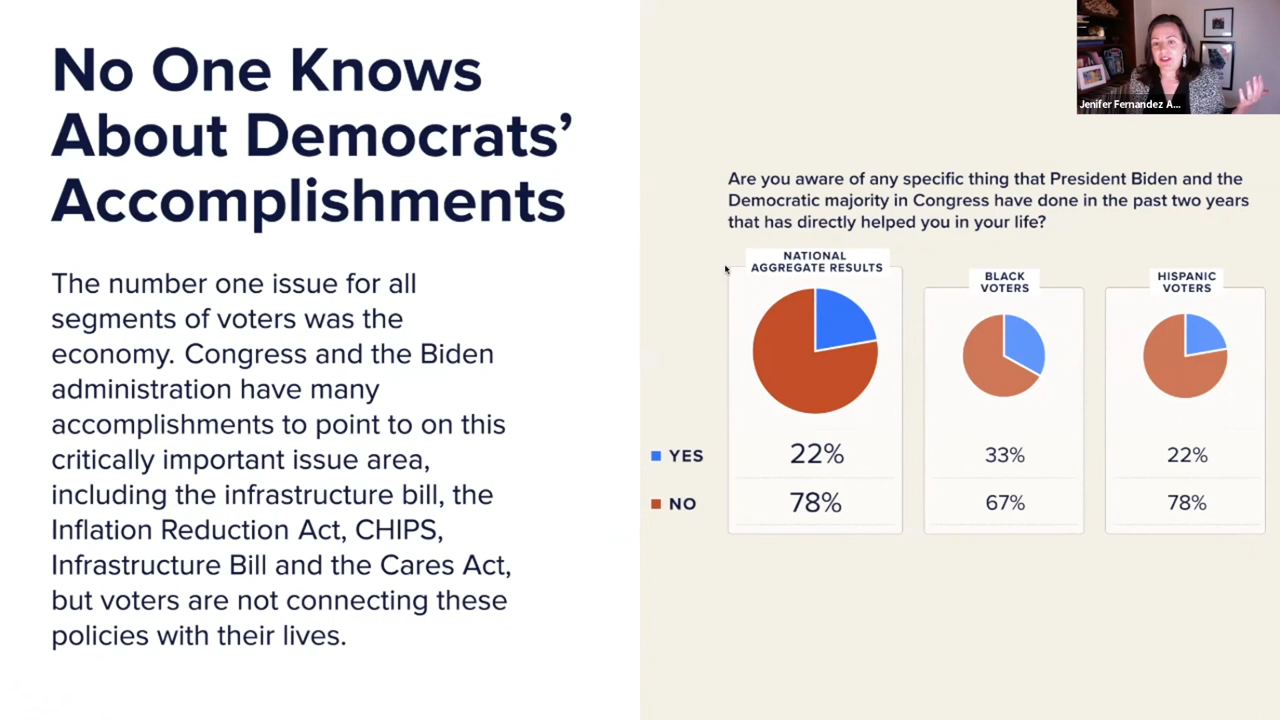 No One Knows
About Democrats’
Accomplishments
The number one issue for all
segments of voters was the
economy. Congress and the Biden
administration have many
accomplishments to point to on this
critically important issue area,
including the infrastructure bill, the
Inflation Reduction Act, CHIPS,
Infrastructure Bill and the Cares Act,
but voters are not connecting these
policies with their lives.
Jenifer Fernandez A...
Are you aware of any specific thing that President Biden and the
Democratic majority in Congress have done in the past two years
that has directly helped you in your life?
NATIONAL
AGGREGATE RESULTS
BLACK
VOTERS
HISPANIC
VOTERS
YES 22% 33% 22%
NO 78% 67% 78%